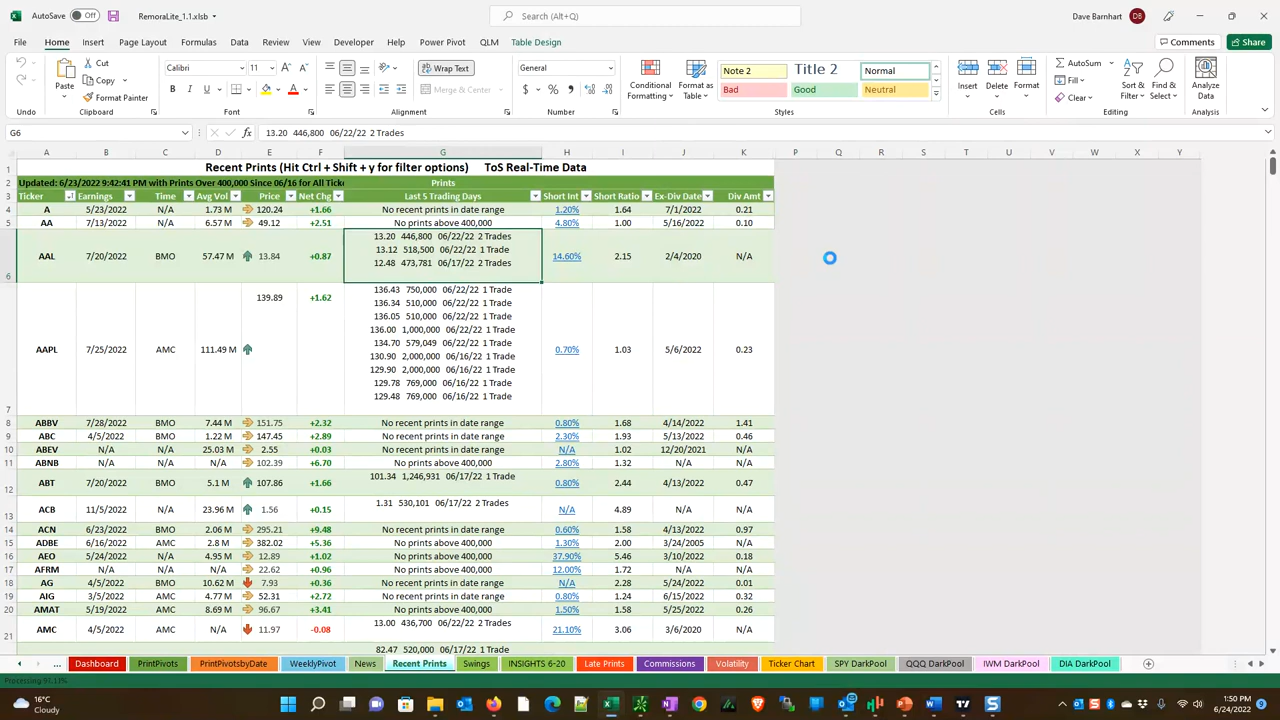 AutoSave Off RemoraLite_1.1.xlsb Search (Alt+Q) Dave Barnhart DB
File Home Insert Page Layout Formulas Data Review View Developer Help Power Pivot QLM Table Design Comments Share
Paste Cut Copy Format Painter Calibri 11 Wrap Text Merge & Center General Conditional Formatting Format as Table Note 2 Title 2 Normal Bad Good Neutral Insert Delete Format AutoSum Fill Clear Sort & Filter Find & Select Analyze Data
Undo Clipboard Font Alignment Number Styles Cells Editing Analysis
G6 fx 13.20 446,800 06/22/22 2 Trades
A B C D E F G H I J K P Q R S T U V W X Y
1 Recent Prints (Hit Ctrl + Shift + y for filter options) ToS Real-Time Data
2 Updated: 6/23/2022 9:42:41 PM with Prints Over 400,000 Since 06/16 for All Ticke Prints
3 Ticker Earnings Time Avg Vol Price Net Chg Last 5 Trading Days Short Int Short Ratio Ex-Div Date Div Amt
4 A 5/23/2022 N/A 1.73 M 120.24 +1.66 No recent prints in date range 1.20% 1.64 7/1/2022 0.21
5 AA 7/13/2022 N/A 6.57 M 49.12 +2.51 No prints above 400,000 4.80% 1.00 5/16/2022 0.10
13.20 446,800 06/22/22 2 Trades
13.12 518,500 06/22/22 1 Trade
AAL 7/20/2022 BMO 57.47 M 13.84 +0.87 14.60% 2.15 2/4/2020 N/A
12.48 473,781 06/17/22 2 Trades
6
136.43 750,000 06/22/22 1 Trade
139.89 +1.62
136.34 510,000 06/22/22 1 Trade
136.05 510,000 06/22/22 1 Trade
136.00 1,000,000 06/22/22 1 Trade
134.70 579,049 06/22/22 1 Trade
AAPL 7/25/2022 AMC 111.49 M 0.70% 1.03 5/6/2022 0.23
130.90 2,000,000 06/16/22 1 Trade
129.90 2,000,000 06/16/22 1 Trade
129.78 769,000 06/16/22 1 Trade
129.48 769,000 06/16/22 1 Trade
7
8 ABBV 7/28/2022 BMO 7.44 M 151.75 +2.32 No recent prints in date range 0.80% 1.68 4/14/2022 1.41
9 ABC 4/5/2022 BMO 1.22 M 147.45 +2.89 No recent prints in date range 2.30% 1.93 5/13/2022 0.46
10 ABEV N/A N/A 25.03 M 2.55 +0.03 No recent prints in date range N/A 1.02 12/20/2021 N/A
11 ABNB N/A N/A N/A 102.39 +6.70 No prints above 400,000 2.80% 1.32 N/A N/A
101.34 1,246,931 06/17/22 1 Trade
12 ABT 7/20/2022 BMO 5.1 M 107.86 +1.66 0.80% 2.44 4/13/2022 0.47
1.31 530,101 06/17/22 2 Trades
13 ACB 11/5/2022 BMO 23.96 M 1.56 +0.15 N/A 4.89 N/A N/A
14 ACN 6/23/2022 BMO 2.06 M 295.21 +9.48 No recent prints in date range 0.60% 1.58 4/13/2022 0.97
15 ADBE 6/16/2022 AMC 2.8 M 382.02 +5.36 No prints above 400,000 1.30% 2.00 3/24/2005 N/A
16 AEO 5/24/2022 N/A 4.95 M 12.89 +1.02 No prints above 400,000 37.90% 5.46 3/10/2022 0.18
17 AFRM N/A N/A N/A 22.62 +0.96 No prints above 400,000 12.00% 1.72 N/A N/A
18 AG 4/5/2022 BMO 10.62 M 7.93 +0.36 No recent prints in date range N/A 2.28 5/24/2022 0.01
19 AIG 3/5/2022 AMC 4.77 M 52.31 +2.72 No recent prints in date range 0.80% 1.24 6/15/2022 0.32
20 AMAT 5/19/2022 AMC 8.69 M 96.67 +3.41 No prints above 400,000 1.50% 1.58 5/25/2022 0.26
13.00 436,700 06/22/22 1 Trade
21 AMC 4/5/2022 AMC N/A 11.97 -0.08 21.10% 3.06 3/6/2020 N/A
82.47 520,000 06/17/22 1 Trade
... Dashboard PrintPivots PrintPivotsbyDate WeeklyPivot News Recent Prints Swings INSIGHTS 6-20 Late Prints Commissions Volatility Ticker Chart SPY DarkPool QQQ DarkPool IWM DarkPool DIA DarkPool
Processing 97.13%
16°C
Cloudy
1:50 PM
6/24/2022